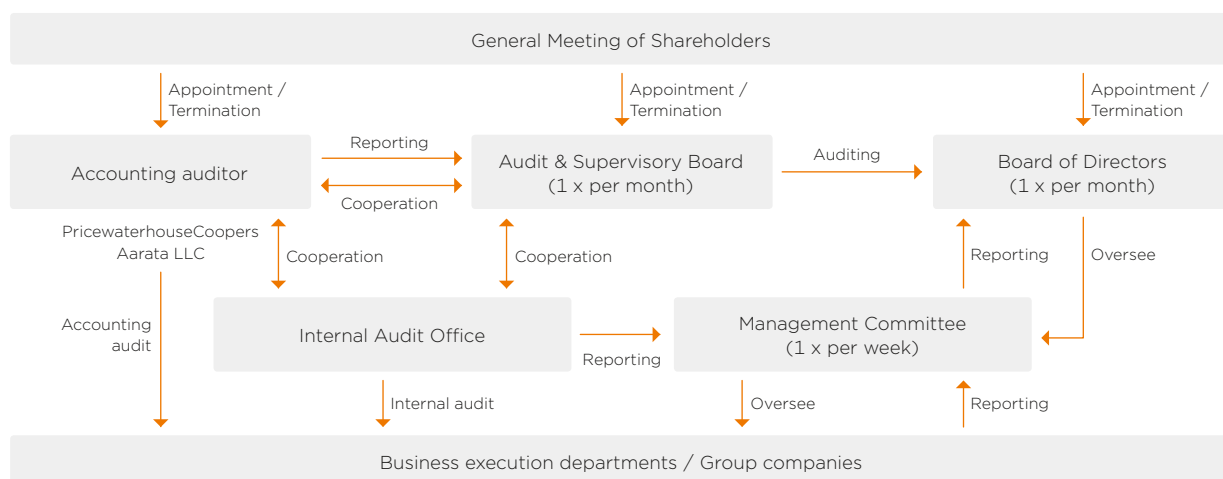 General Meeting of Shareholders
Appointment /
Termination
Appointment /
Termination
Appointment /
Termination
Accounting auditor
Reporting
Cooperation
Audit & Supervisory Board
(1 x per month)
Auditing
Board of Directors
(1 x per month)
PricewaterhouseCoopers
Aarata LLC
Cooperation
Cooperation
Reporting
Oversee
Accounting
audit
Internal Audit Office
Reporting
Management Committee
(1 x per week)
Internal audit
Oversee
Reporting
Business execution departments / Group companies